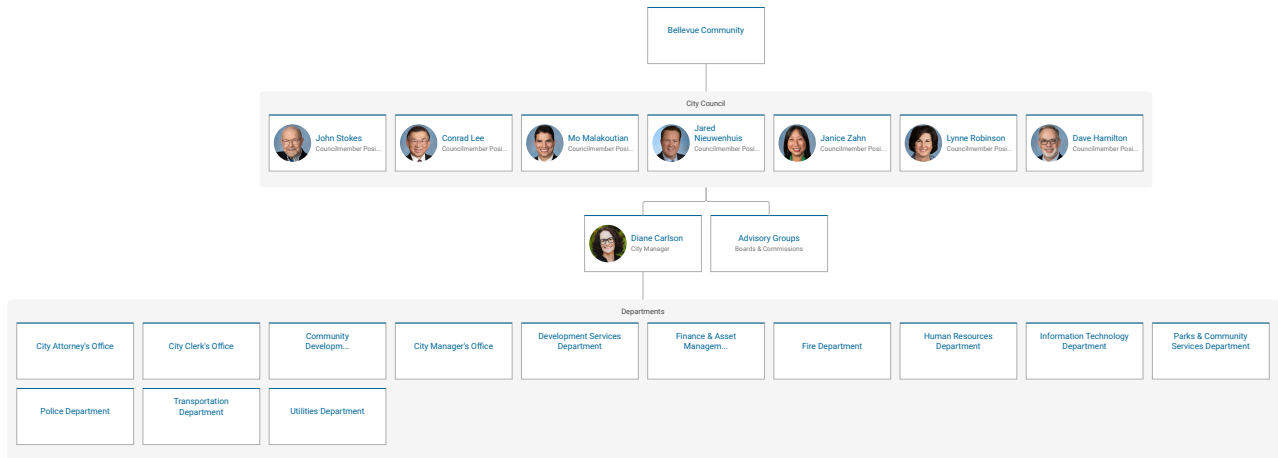 Bellevue Community
City Council
John Stokes
Councilmember Posi...
Conrad Lee
Councilmember Posi...
Mo Malakoutian
Councilmember Posi...
Jared
Nieuwenhuis
Councilmember Posi...
Janice Zahn
Councilmember Posi...
Lynne Robinson
Councilmember Posi...
Dave Hamilton
Councilmember Posi...
Diane Carlson
City Manager
Advisory Groups
Boards & Commissions
Departments
City Attorney's Office
City Clerk's Office
Community
Developm...
City Manager's Office
Development Services
Department
Finance & Asset
Managem...
Fire Department
Human Resources
Department
Information Technology
Department
Parks & Community
Services Department
Police Department
Transportation
Department
Utilities Department